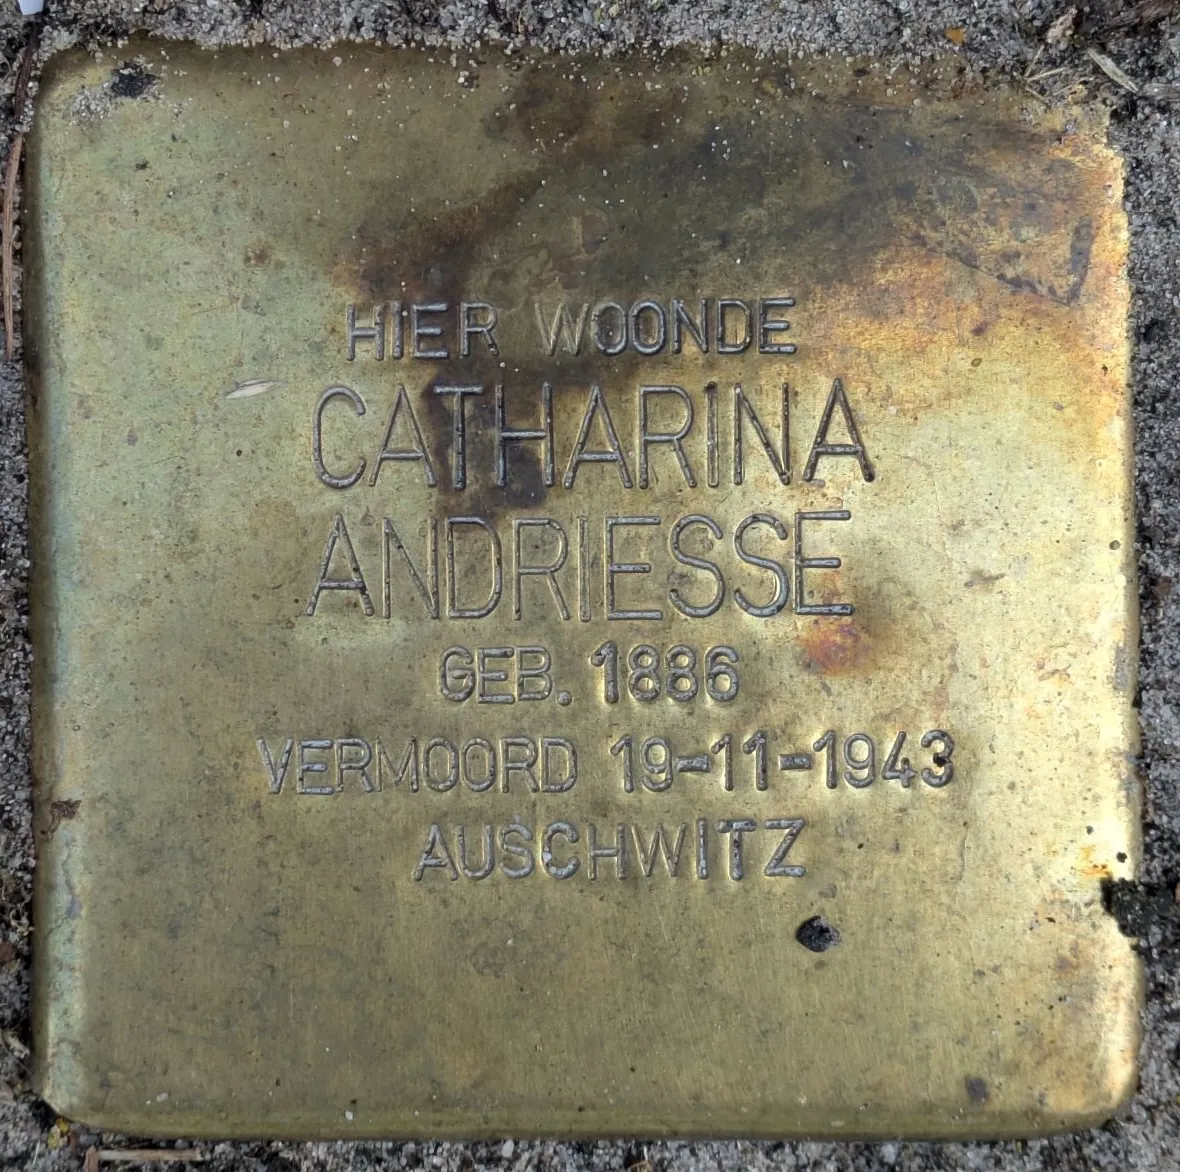 HIER WOONDE
CATHARINA
ANDRIESSE
GEB. 1886
VERMOORD 19-11-1943
AUSCHWITZ